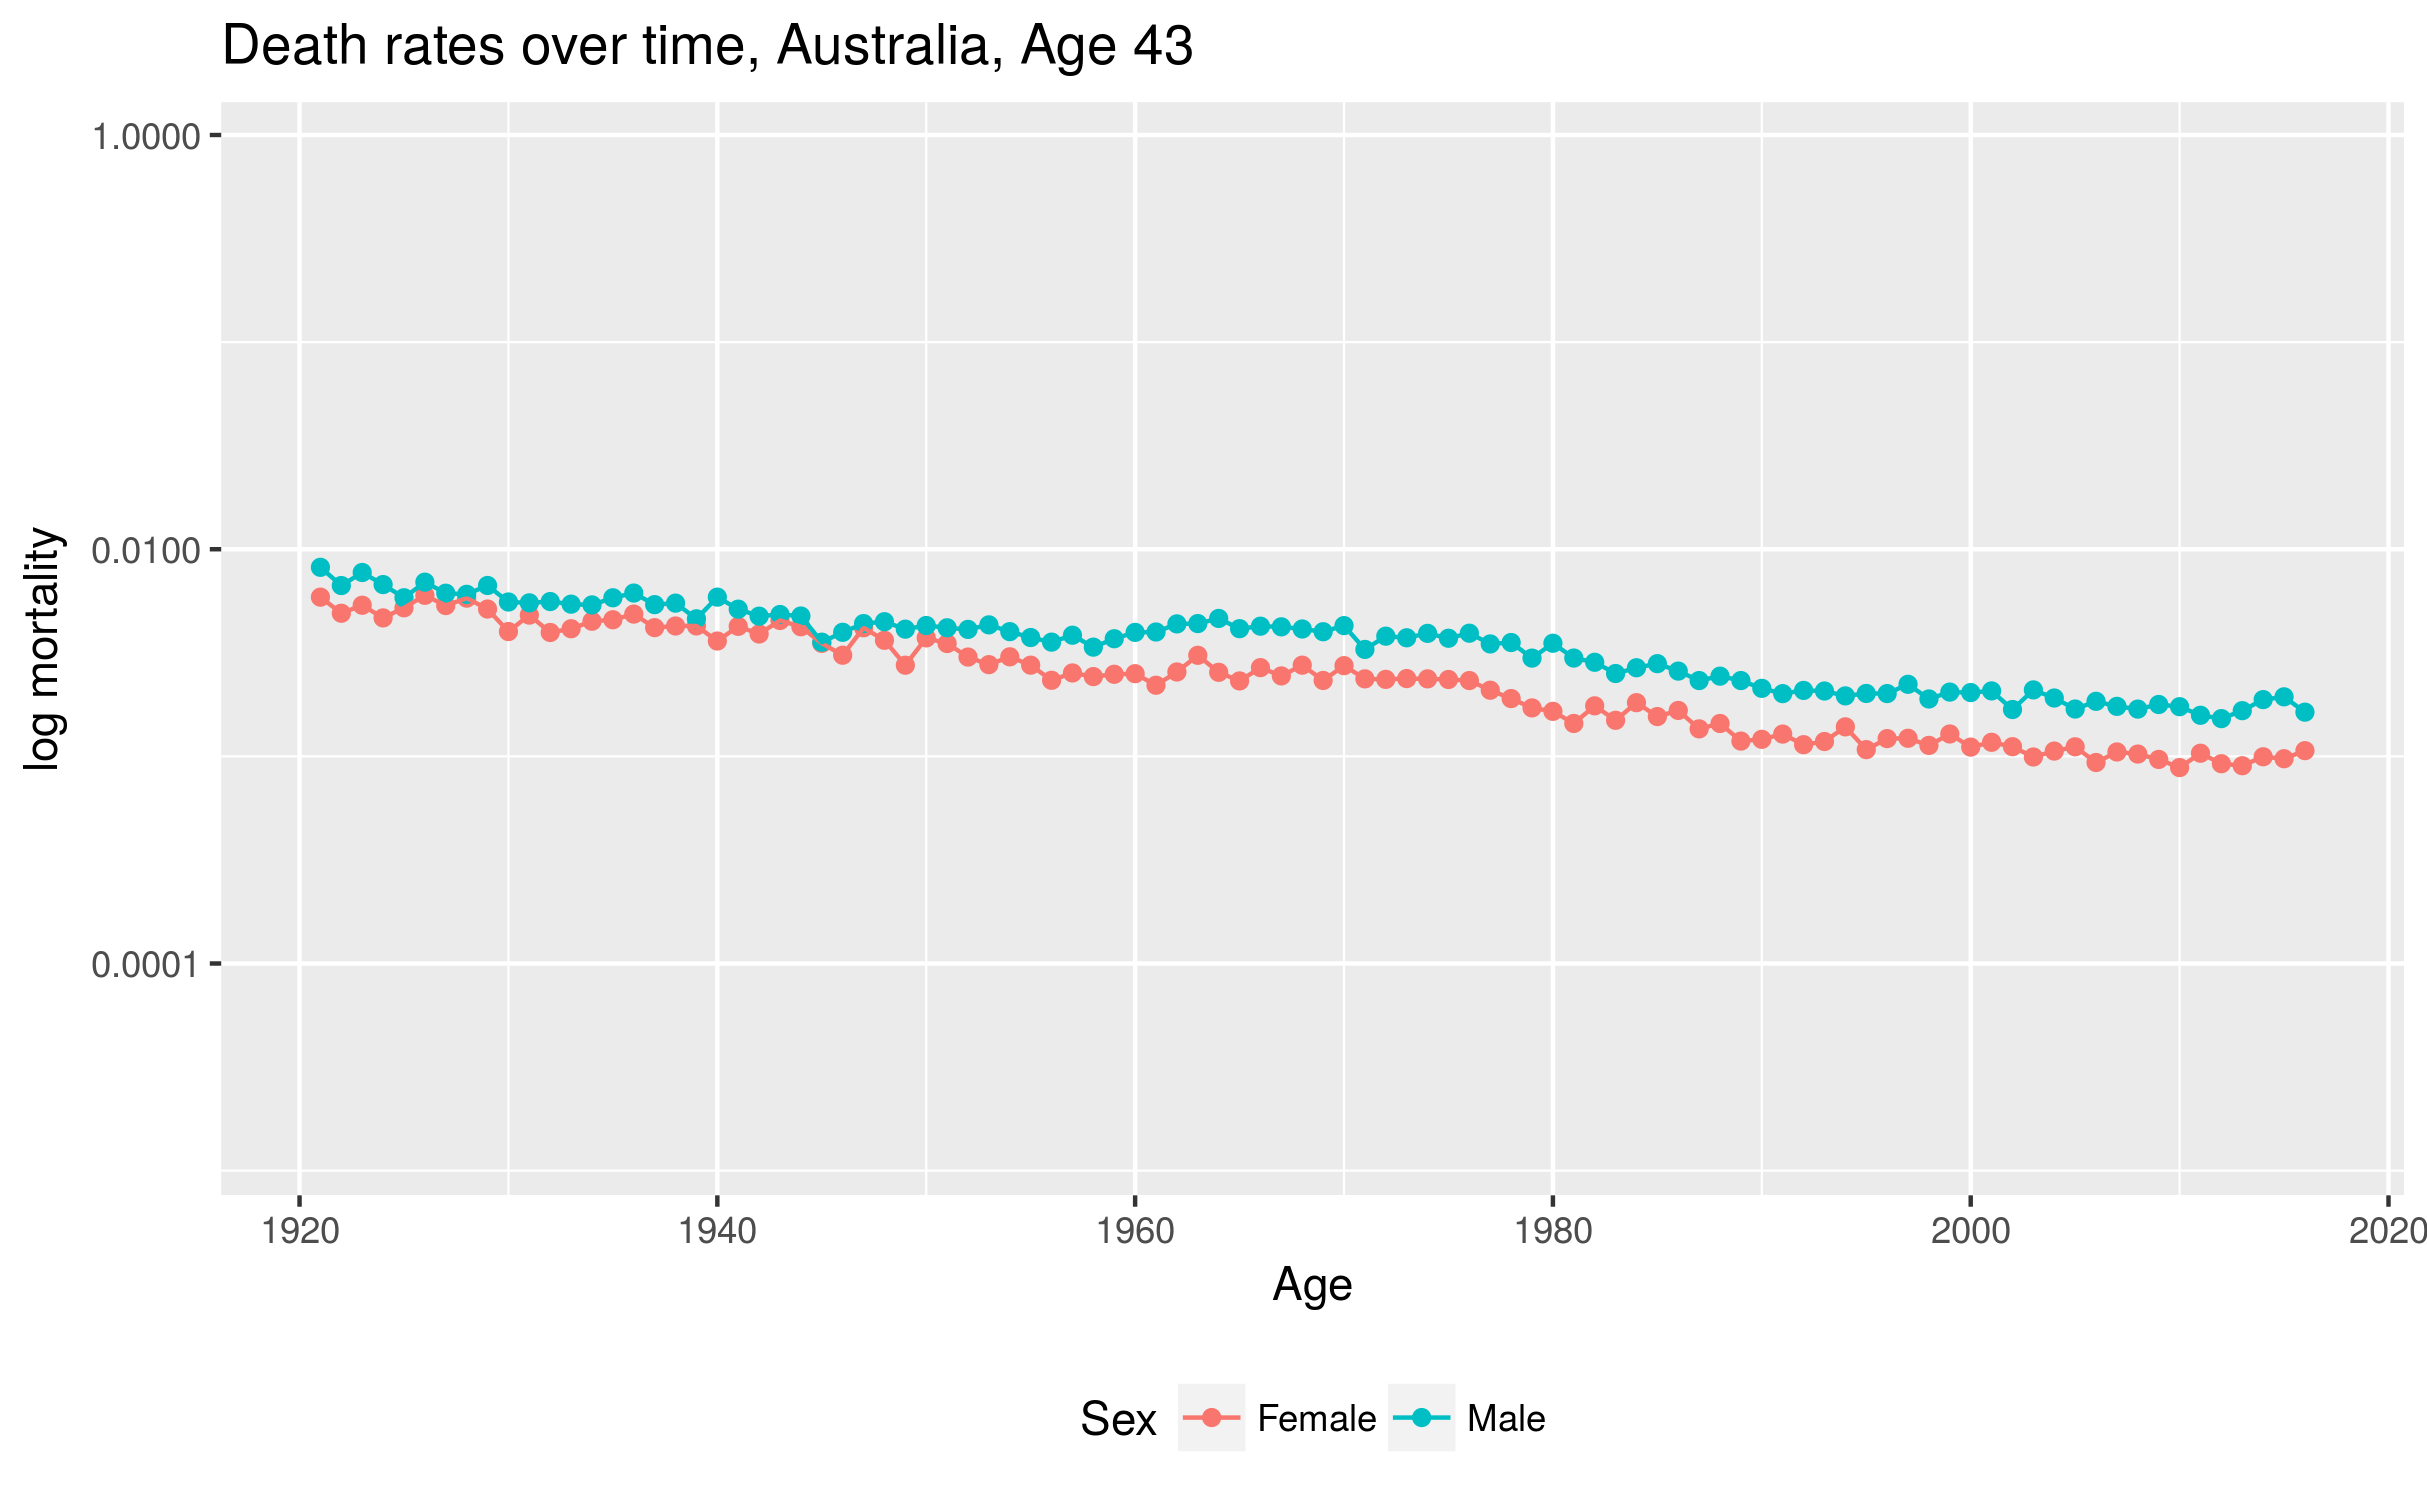 Death rates over time, Australia, Age 43
log mortality
1.0000
0.0100
0.0001
1920 1940 1960 1980 2000 2020
Age
Sex Female Male